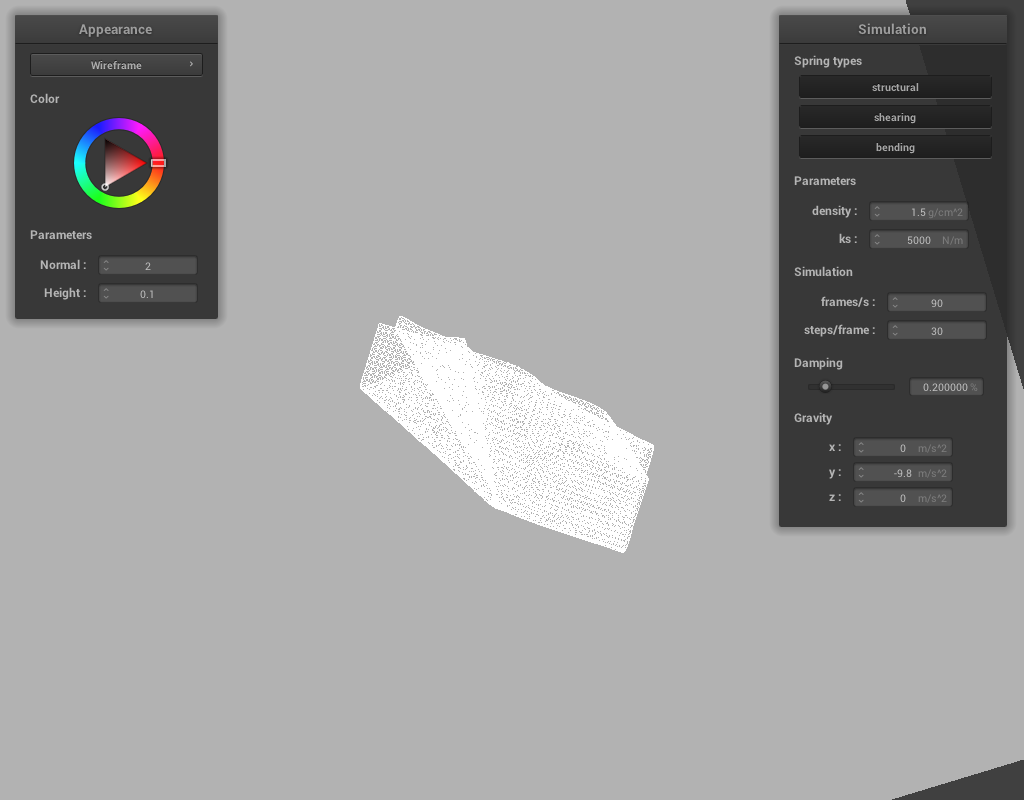 Appearance
Wireframe ›
Color
Parameters
Normal : 2
Height : 0.1
Simulation
Spring types
structural
shearing
bending
Parameters
density : 1.5 g/cm^2
ks : 5000 N/m
Simulation
frames/s : 90
steps/frame : 30
Damping
0.200000 %
Gravity
x : 0 m/s^2
y : -9.8 m/s^2
z : 0 m/s^2